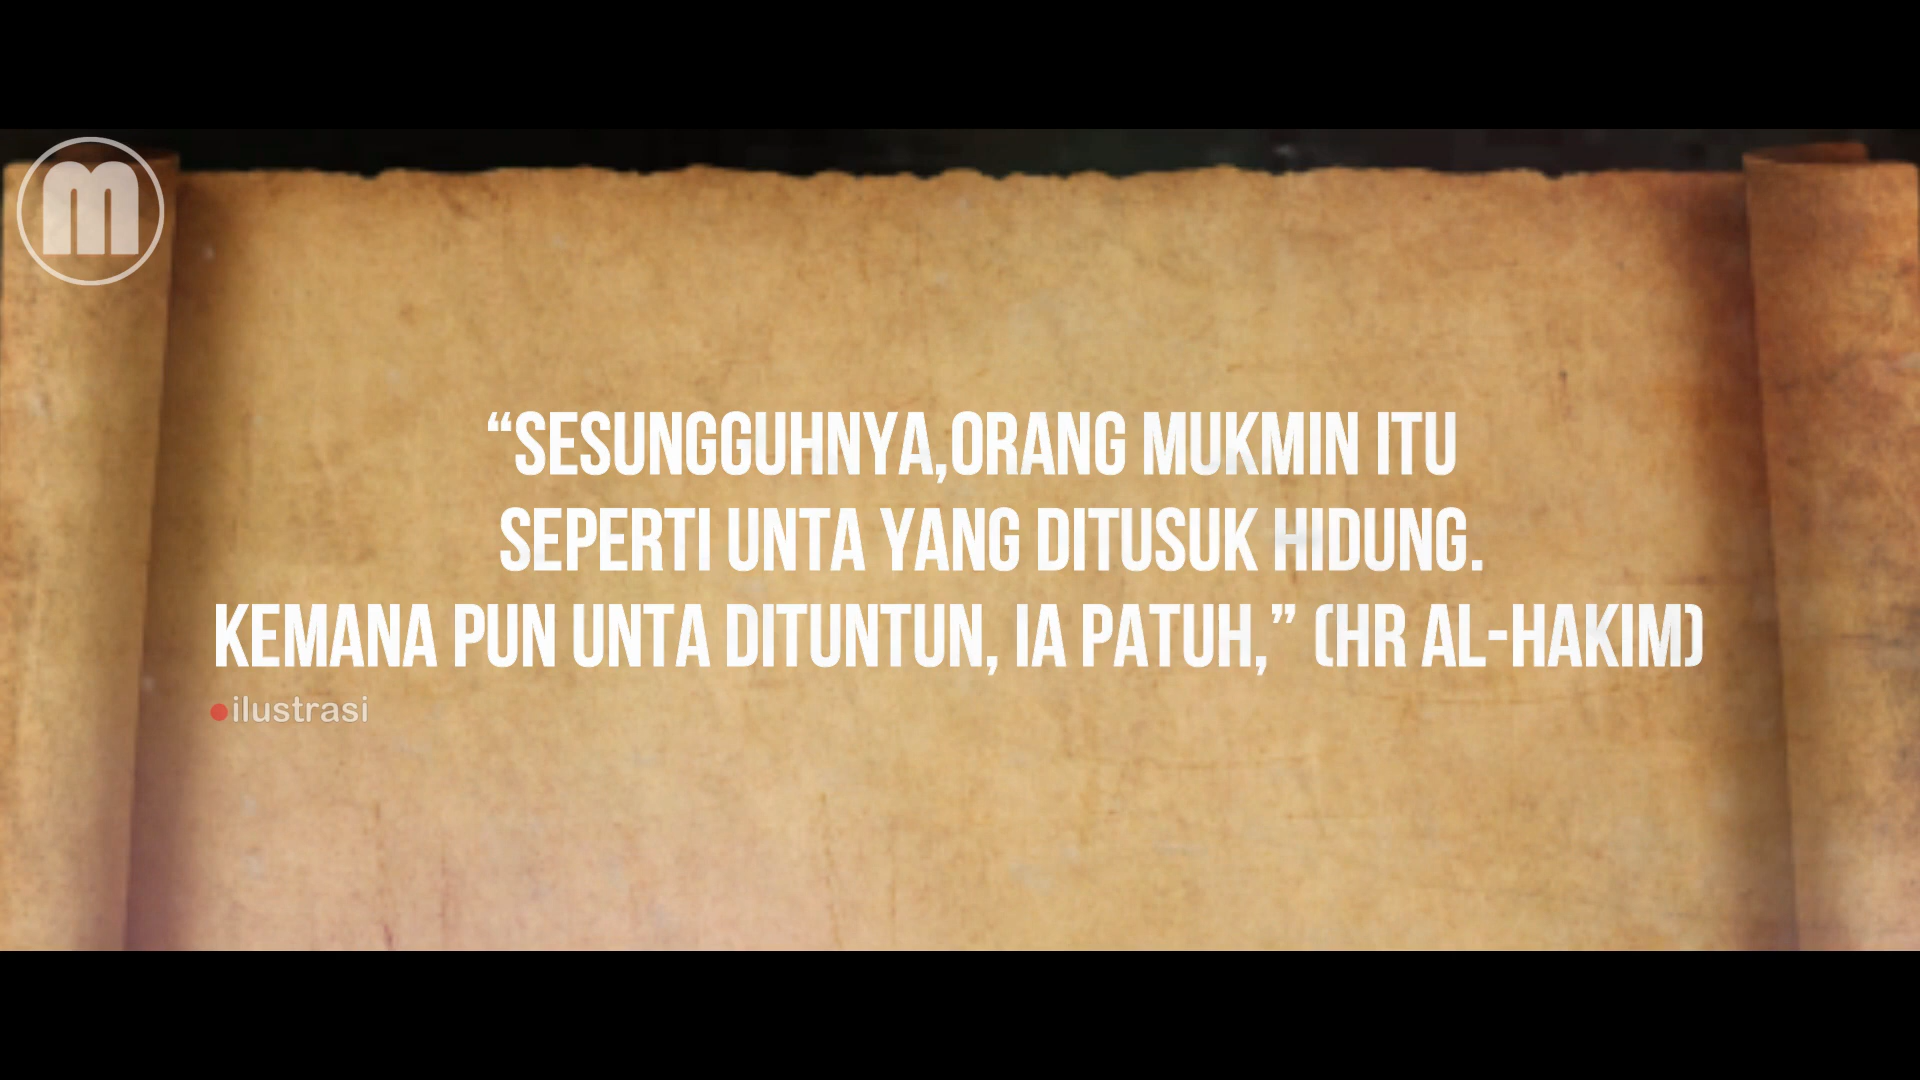 M
“SESUNGGUHNYA,ORANG MUKMIN ITU
SEPERTI UNTA YANG DITUSUK HIDUNG.
KEMANA PUN UNTA DITUNTUN, IA PATUH,” (HR AL-HAKIM)
ilustrasi